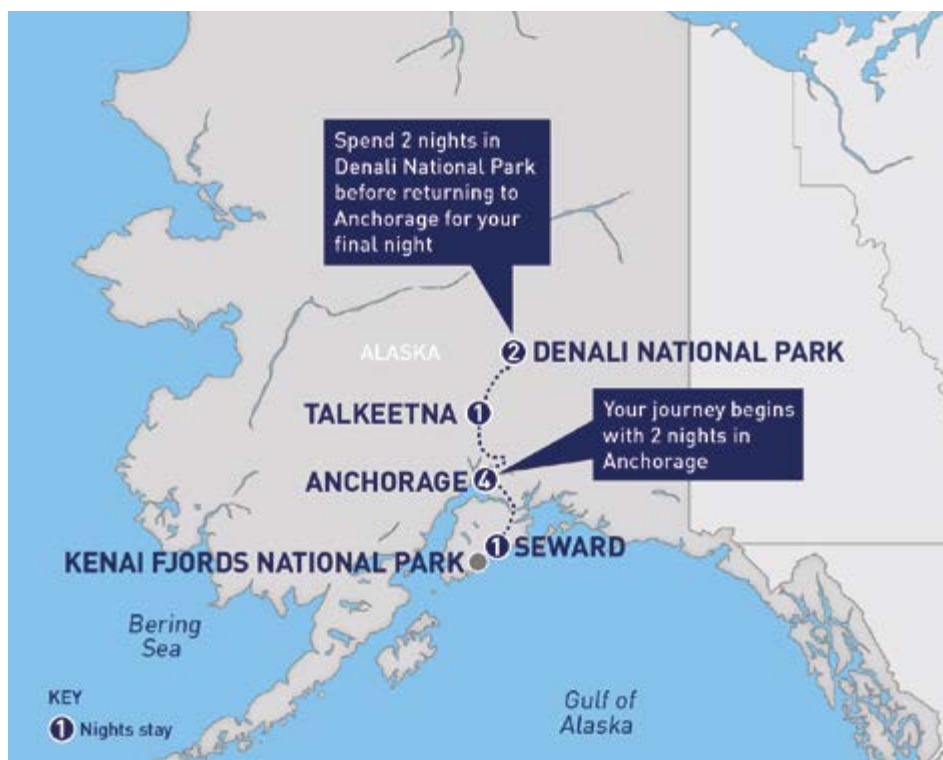 Spend 2 nights in
Denali National Park
before returning to
Anchorage for your
final night
ALASKA
2 DENALI NATIONAL PARK
TALKEETNA 1
Your journey begins
with 2 nights in
Anchorage
ANCHORAGE 4
1 SEWARD
KENAI FJORDS NATIONAL PARK
Bering
Sea
Gulf of
Alaska
KEY
1 Nights stay